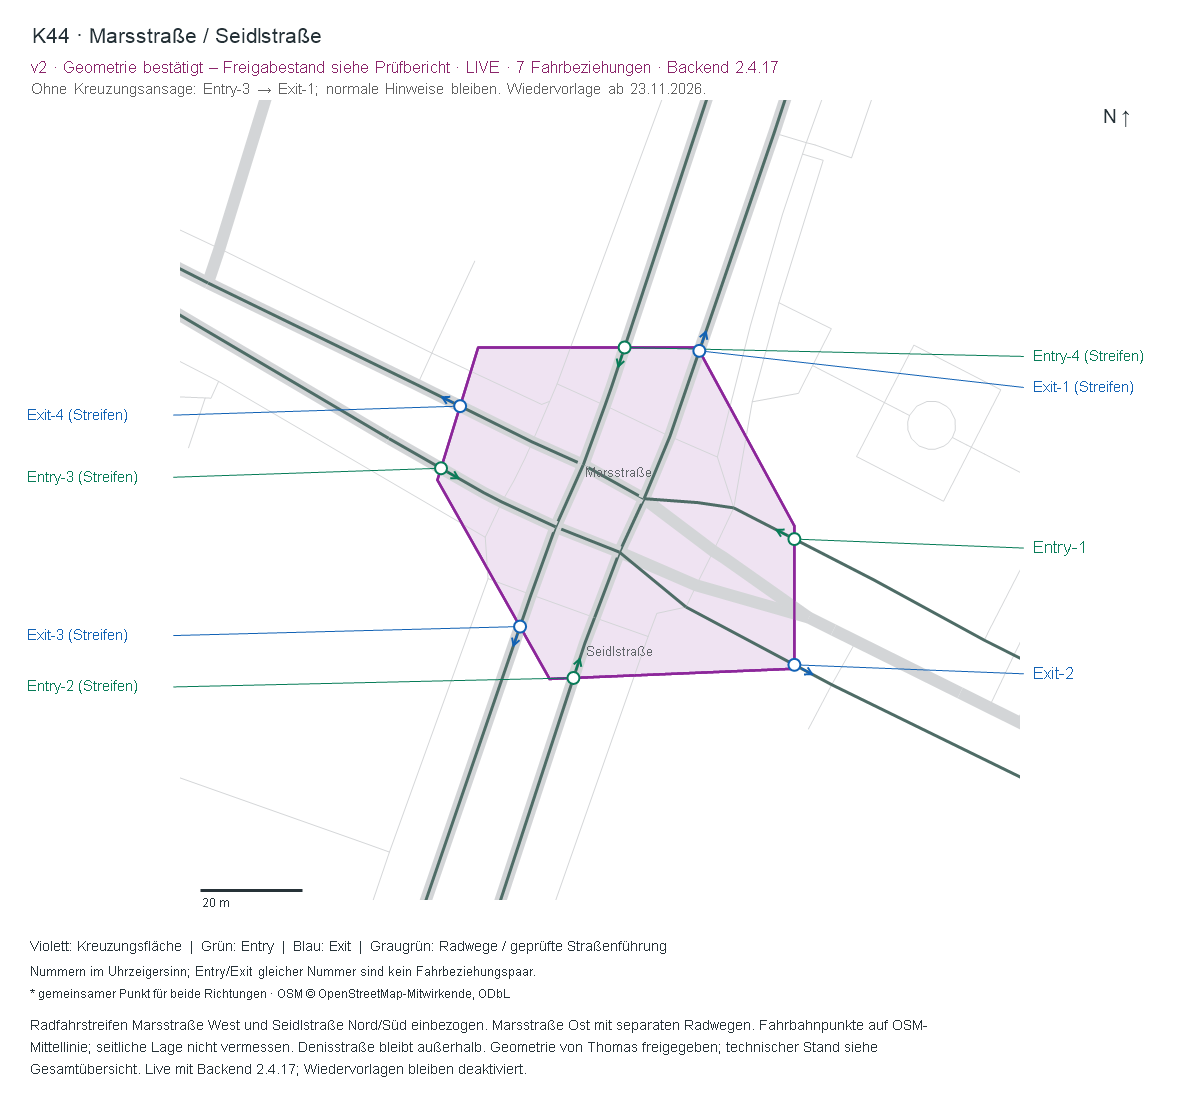 K44 · Marsstraße / Seidlstraße
v2 · Geometrie bestätigt – Freigabestand siehe Prüfbericht · LIVE · 7 Fahrbeziehungen · Backend 2.4.17
Ohne Kreuzungsansage: Entry-3 → Exit-1; normale Hinweise bleiben. Wiedervorlage ab 23.11.2026.
N ↑
Entry-4 (Streifen)
Exit-1 (Streifen)
Exit-4 (Streifen)
Marsstraße
Entry-3 (Streifen)
Entry-1
Exit-3 (Streifen)
Seidlstraße
Exit-2
Entry-2 (Streifen)
20 m
Violett: Kreuzungsfläche | Grün: Entry | Blau: Exit | Graugrün: Radwege / geprüfte Straßenführung
Nummern im Uhrzeigersinn; Entry/Exit gleicher Nummer sind kein Fahrbeziehungspaar.
* gemeinsamer Punkt für beide Richtungen · OSM © OpenStreetMap-Mitwirkende, ODbL
Radfahrstreifen Marsstraße West und Seidlstraße Nord/Süd einbezogen. Marsstraße Ost mit separaten Radwegen. Fahrbahnpunkte auf OSM-
Mittellinie; seitliche Lage nicht vermessen. Denisstraße bleibt außerhalb. Geometrie von Thomas freigegeben; technischer Stand siehe
Gesamtübersicht. Live mit Backend 2.4.17; Wiedervorlagen bleiben deaktiviert.